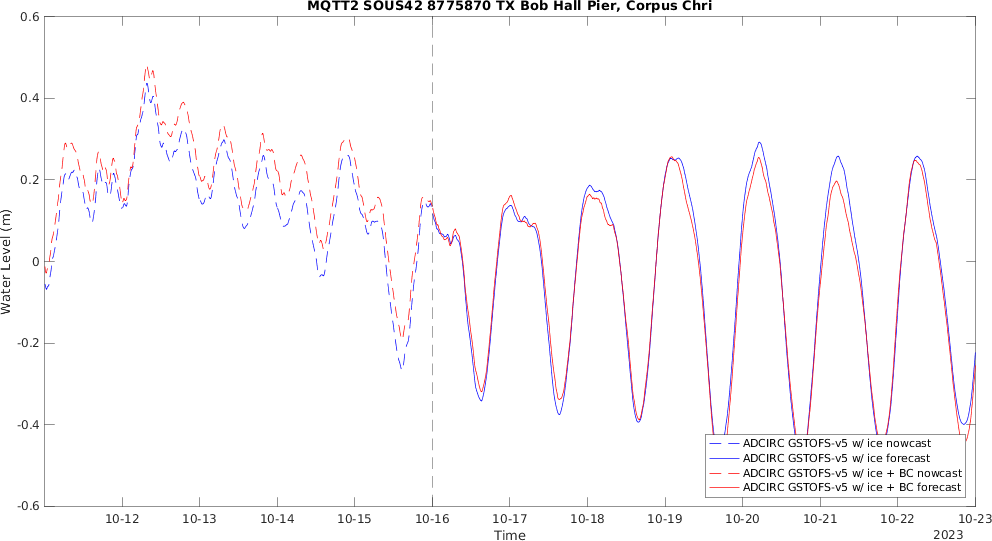 MQTT2 SOUS42 8775870 TX Bob Hall Pier, Corpus Chri
0.6
0.4
0.2
0
-0.2
-0.4
-0.6
Water Level (m)
ADCIRC GSTOFS-v5 w/ ice nowcast
ADCIRC GSTOFS-v5 w/ ice forecast
ADCIRC GSTOFS-v5 w/ ice + BC nowcast
ADCIRC GSTOFS-v5 w/ ice + BC forecast
10-12 10-13 10-14 10-15 10-16 10-17 10-18 10-19 10-20 10-21 10-22 10-23
Time
2023